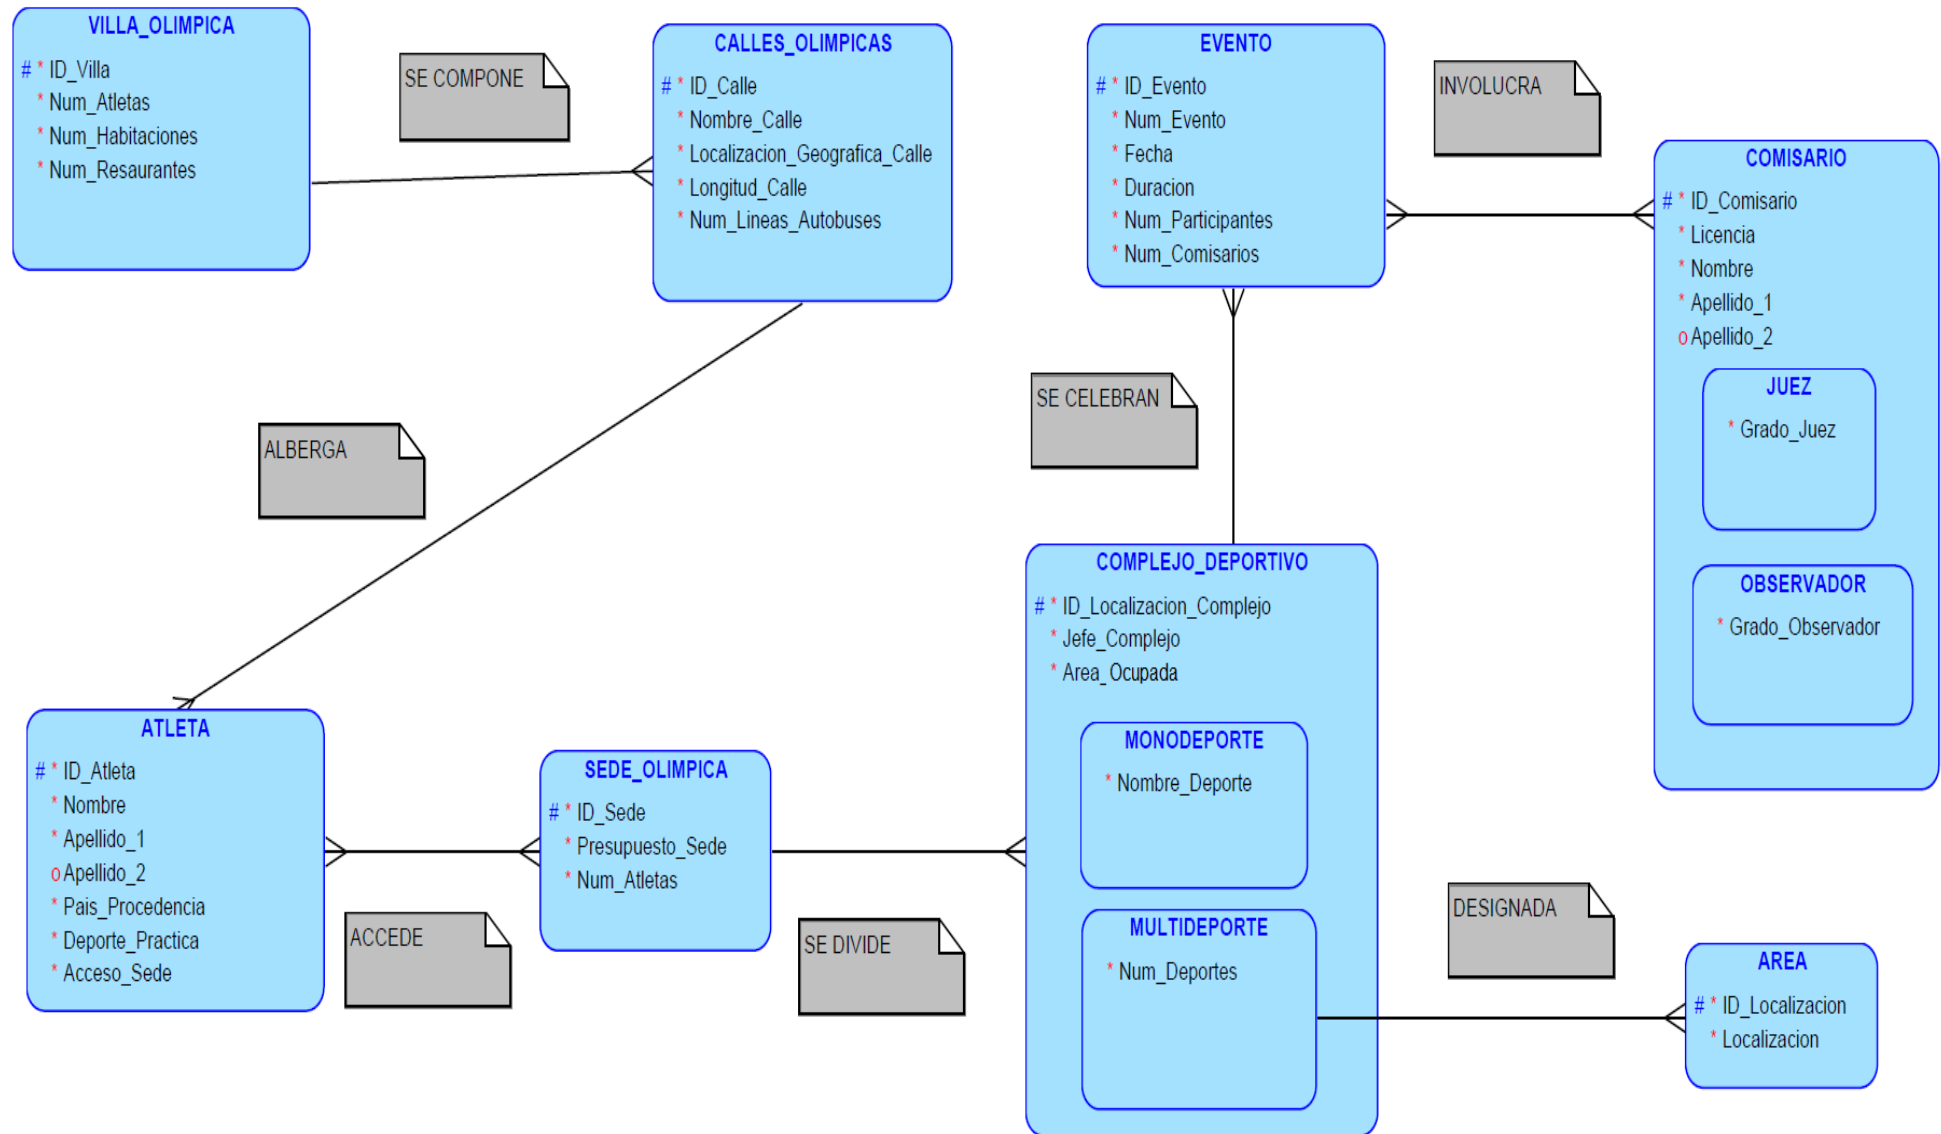 VILLA_OLIMPICA
# * ID_Villa
* Num_Atletas
* Num_Habitaciones
* Num_Resaurantes
SE COMPONE
CALLES_OLIMPICAS
# * ID_Calle
* Nombre_Calle
* Localizacion_Geografica_Calle
* Longitud_Calle
* Num_Lineas_Autobuses
EVENTO
# * ID_Evento
* Num_Evento
* Fecha
* Duracion
* Num_Participantes
* Num_Comisarios
INVOLUCRA
COMISARIO
# * ID_Comisario
* Licencia
* Nombre
* Apellido_1
o Apellido_2
JUEZ
* Grado_Juez
OBSERVADOR
* Grado_Observador
SE CELEBRAN
ALBERGA
ATLETA
# * ID_Atleta
* Nombre
* Apellido_1
o Apellido_2
* Pais_Procedencia
* Deporte_Practica
* Acceso_Sede
ACCEDE
SEDE_OLIMPICA
# * ID_Sede
* Presupuesto_Sede
* Num_Atletas
SE DIVIDE
COMPLEJO_DEPORTIVO
# * ID_Localizacion_Complejo
* Jefe_Complejo
* Area_Ocupada
MONODEPORTE
* Nombre_Deporte
MULTIDEPORTE
* Num_Deportes
DESIGNADA
AREA
# * ID_Localizacion
* Localizacion